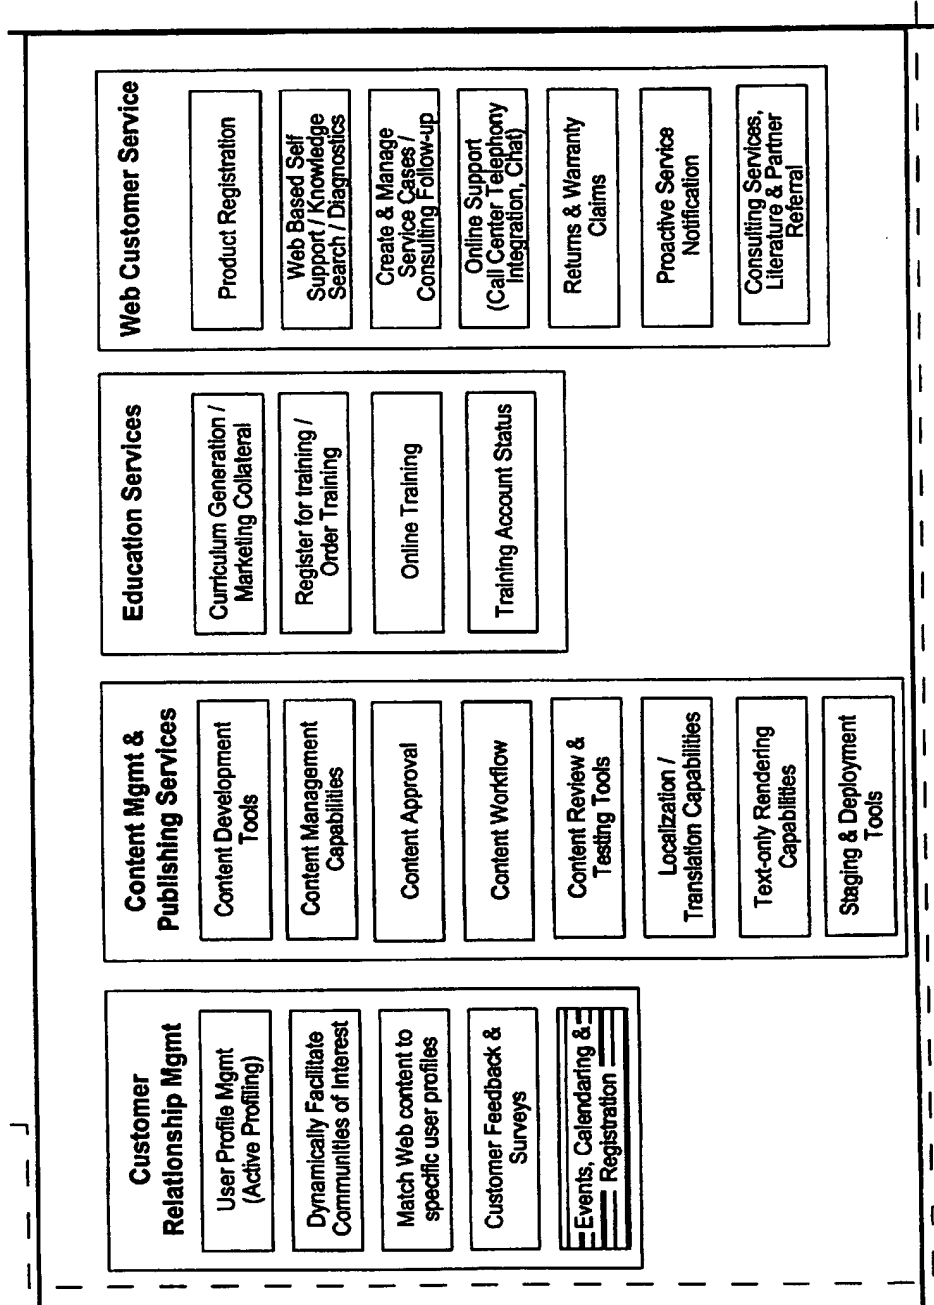 Customer
Relationship Mgmt
User Profile Mgmt
(Active Profiling)
Dynamically Facilitate
Communities of Interest
Match Web content to
specific user profiles
Customer Feedback &
Surveys
Events, Calendaring &
Registration
Content Mgmt &
Publishing Services
Content Development
Tools
Content Management
Capabilities
Content Approval
Content Workflow
Content Review &
Testing Tools
Localization /
Translation Capabilities
Text-only Rendering
Capabilities
Staging & Deployment
Tools
Education Services
Curriculum Generation /
Marketing Collateral
Register for training /
Order Training
Online Training
Training Account Status
Web Customer Service
Product Registration
Web Based Self
Support / Knowledge
Search / Diagnostics
Create & Manage
Service Cases /
Consulting Follow-up
Online Support
(Call Center Telephony
Integration, Chat)
Returns & Warranty
Claims
Proactive Service
Notification
Consulting Services,
Literature & Partner
Referral